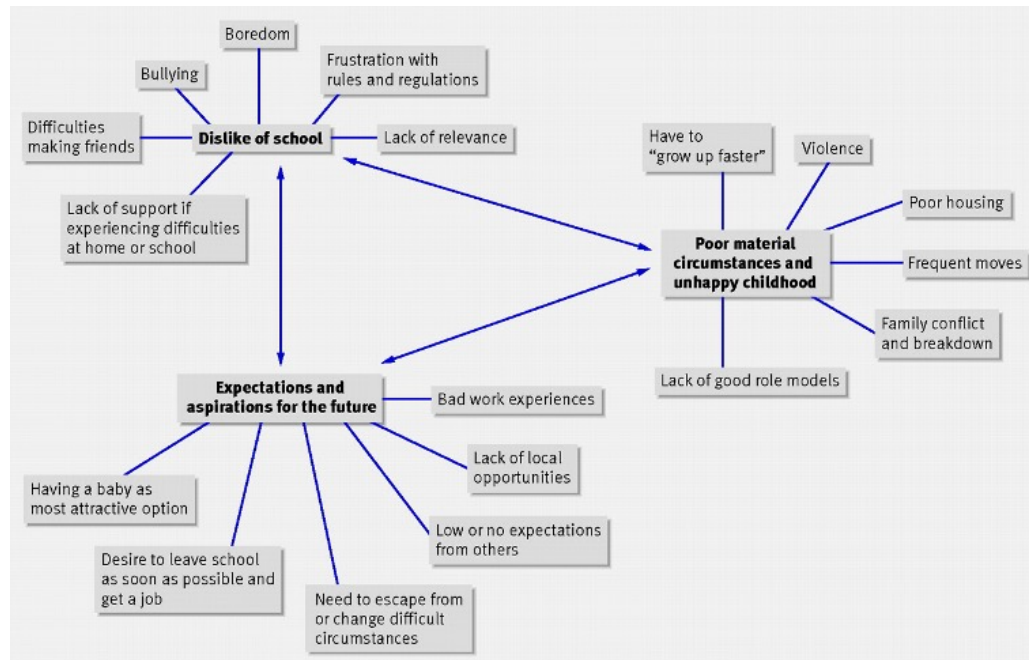 Boredom
Bullying
Frustration with
rules and regulations
Difficulties
making friends
Dislike of school
Lack of relevance
Lack of support if
experiencing difficulties
at home or school
Have to
“grow up faster”
Violence
Poor housing
Poor material
circumstances and
unhappy childhood
Frequent moves
Family conflict
and breakdown
Lack of good role models
Expectations and
aspirations for the future
Bad work experiences
Lack of local
opportunities
Having a baby as
most attractive option
Low or no expectations
from others
Desire to leave school
as soon as possible and
get a job
Need to escape from
or change difficult
circumstances